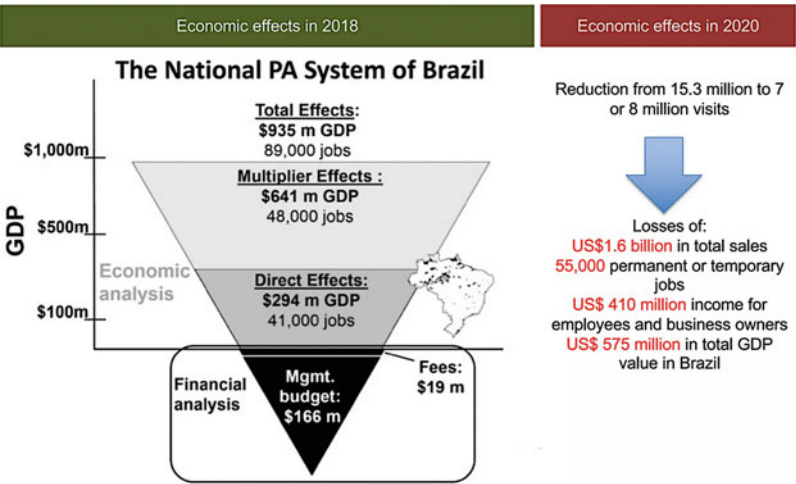 Economic effects in 2018
Economic effects in 2020
The National PA System of Brazil
Total Effects:
$935 m GDP
89,000 jobs
$1,000m
Multiplier Effects :
$641 m GDP
48,000 jobs
$500m
GDP
Economic
analysis
Direct Effects:
$294 m GDP
41,000 jobs
$100m
Fees:
$19 m
Financial
analysis
Mgmt.
budget:
$166 m
Reduction from 15.3 million to 7
or 8 million visits
Losses of:
US$1.6 billion in total sales
55,000 permanent or temporary
jobs
US$ 410 million income for
employees and business owners
US$ 575 million in total GDP
value in Brazil